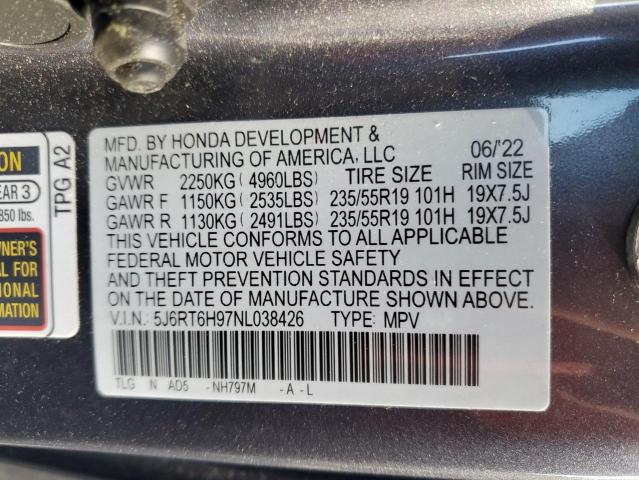 MFD. BY HONDA DEVELOPMENT &
MANUFACTURING OF AMERICA, LLC 06/'22
GVWR 2250KG ( 4960LBS) TIRE SIZE RIM SIZE
GAWR F 1150KG ( 2535LBS) 235/55R19 101H 19X7.5J
GAWR R 1130KG ( 2491LBS) 235/55R19 101H 19X7.5J
THIS VEHICLE CONFORMS TO ALL APPLICABLE
FEDERAL MOTOR VEHICLE SAFETY
AND THEFT PREVENTION STANDARDS IN EFFECT
ON THE DATE OF MANUFACTURE SHOWN ABOVE.
V.I.N.: 5J6RT6H97NL038426 TYPE: MPV
TLG N AD5 -NH797M -A-L
TPG A2
ION
EAR 3
850 lbs.
WNER'S
AL FOR
IONAL
MATION